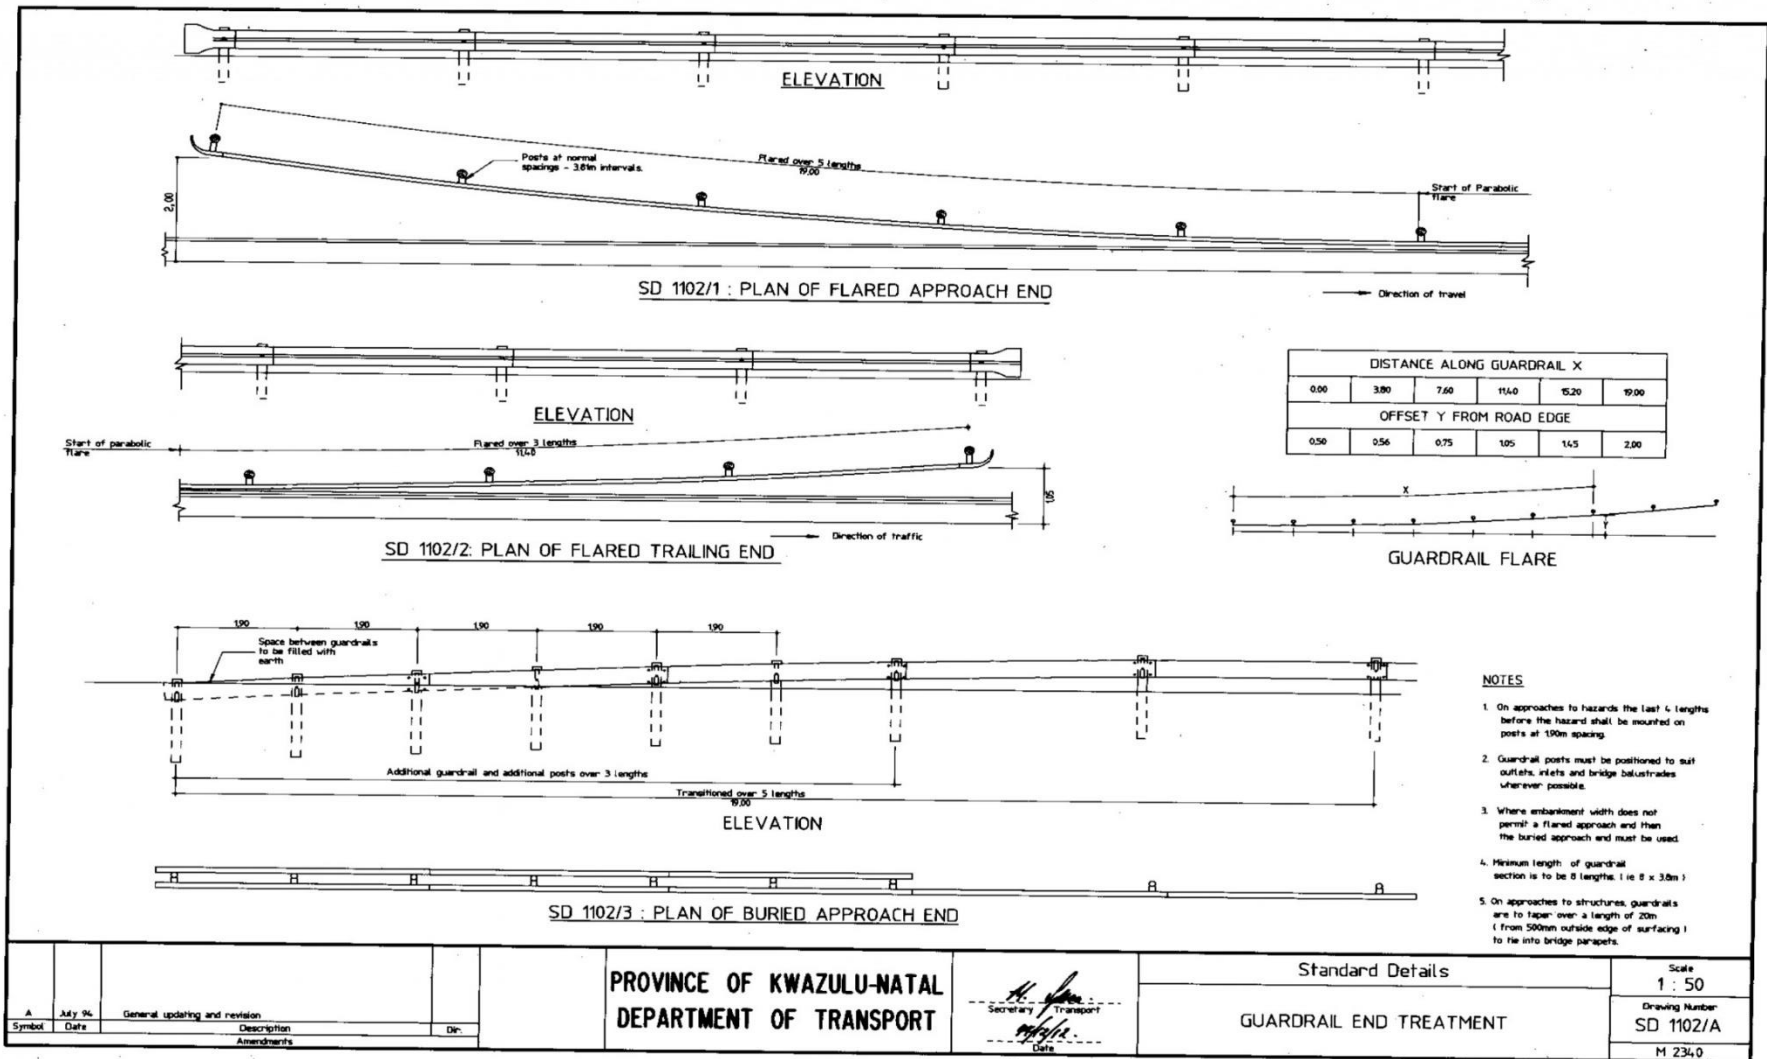 ELEVATION
Posts at normal
spacings - 3.81m intervals.
Flared over 5 lengths
19,00
Start of Parabolic
flare
2,00
SD 1102/1 : PLAN OF FLARED APPROACH END
Direction of travel
ELEVATION
Start of parabolic
flare
Flared over 3 lengths
11,40
1,05
SD 1102/2: PLAN OF FLARED TRAILING END
Direction of traffic
DISTANCE ALONG GUARDRAIL X
0,00 3,80 7,60 11,40 15,20 19,00
OFFSET Y FROM ROAD EDGE
0,50 0,56 0,75 1,05 1,45 2,00
X
Y
GUARDRAIL FLARE
1,90 1,90 1,90 1,90 1,90
Space between guardrails
to be filled with
earth
Additional guardrail and additional posts over 3 lengths
Transitioned over 5 lengths
19,00
ELEVATION
SD 1102/3 : PLAN OF BURIED APPROACH END
NOTES
1. On approaches to hazards the last 4 lengths
before the hazard shall be mounted on
posts at 1,90m spacing.
2. Guardrail posts must be positioned to suit
outlets, inlets and bridge balustrades
wherever possible.
3. Where embankment width does not
permit a flared approach end then
the buried approach end must be used.
4. Minimum length of guardrail
section is to be 8 lengths. ( ie 8 x 3,8m )
5. On approaches to structures, guardrails
are to taper over a length of 20m
( from 500mm outside edge of surfacing )
to tie into bridge parapets.
A July 94 General updating and revision
Symbol Date Description Dir.
Amendments
PROVINCE OF KWAZULU-NATAL
DEPARTMENT OF TRANSPORT
Secretary Transport
Date
Standard Details
GUARDRAIL END TREATMENT
Scale
1 : 50
Drawing Number
SD 1102/A
M 2340